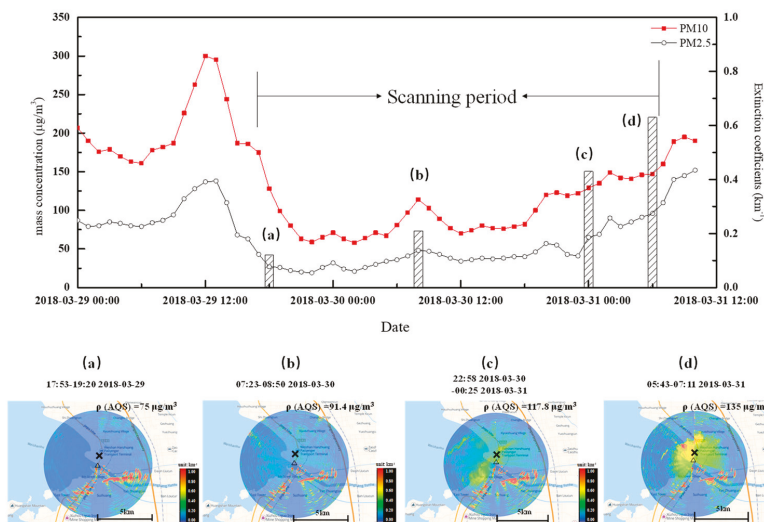 350
300
250
200
150
100
50
0
mass concentration (µg/m³)
1.0
0.8
0.6
0.4
0.2
0.0
Extinction coefficients (km⁻¹)
PM10
PM2.5
Scanning period
(a)
(b)
(c)
(d)
2018-03-29 00:00
2018-03-29 12:00
2018-03-30 00:00
2018-03-30 12:00
2018-03-31 00:00
2018-03-31 12:00
Date
(a)
17:53-19:20 2018-03-29
ρ (AQS) =75 µg/m³
5km
(b)
07:23-08:50 2018-03-30
ρ (AQS) =91.4 µg/m³
5km
(c)
22:58 2018-03-30
-00:25 2018-03-31
ρ (AQS) =117.8 µg/m³
5km
(d)
05:43-07:11 2018-03-31
ρ (AQS) =135 µg/m³
5km